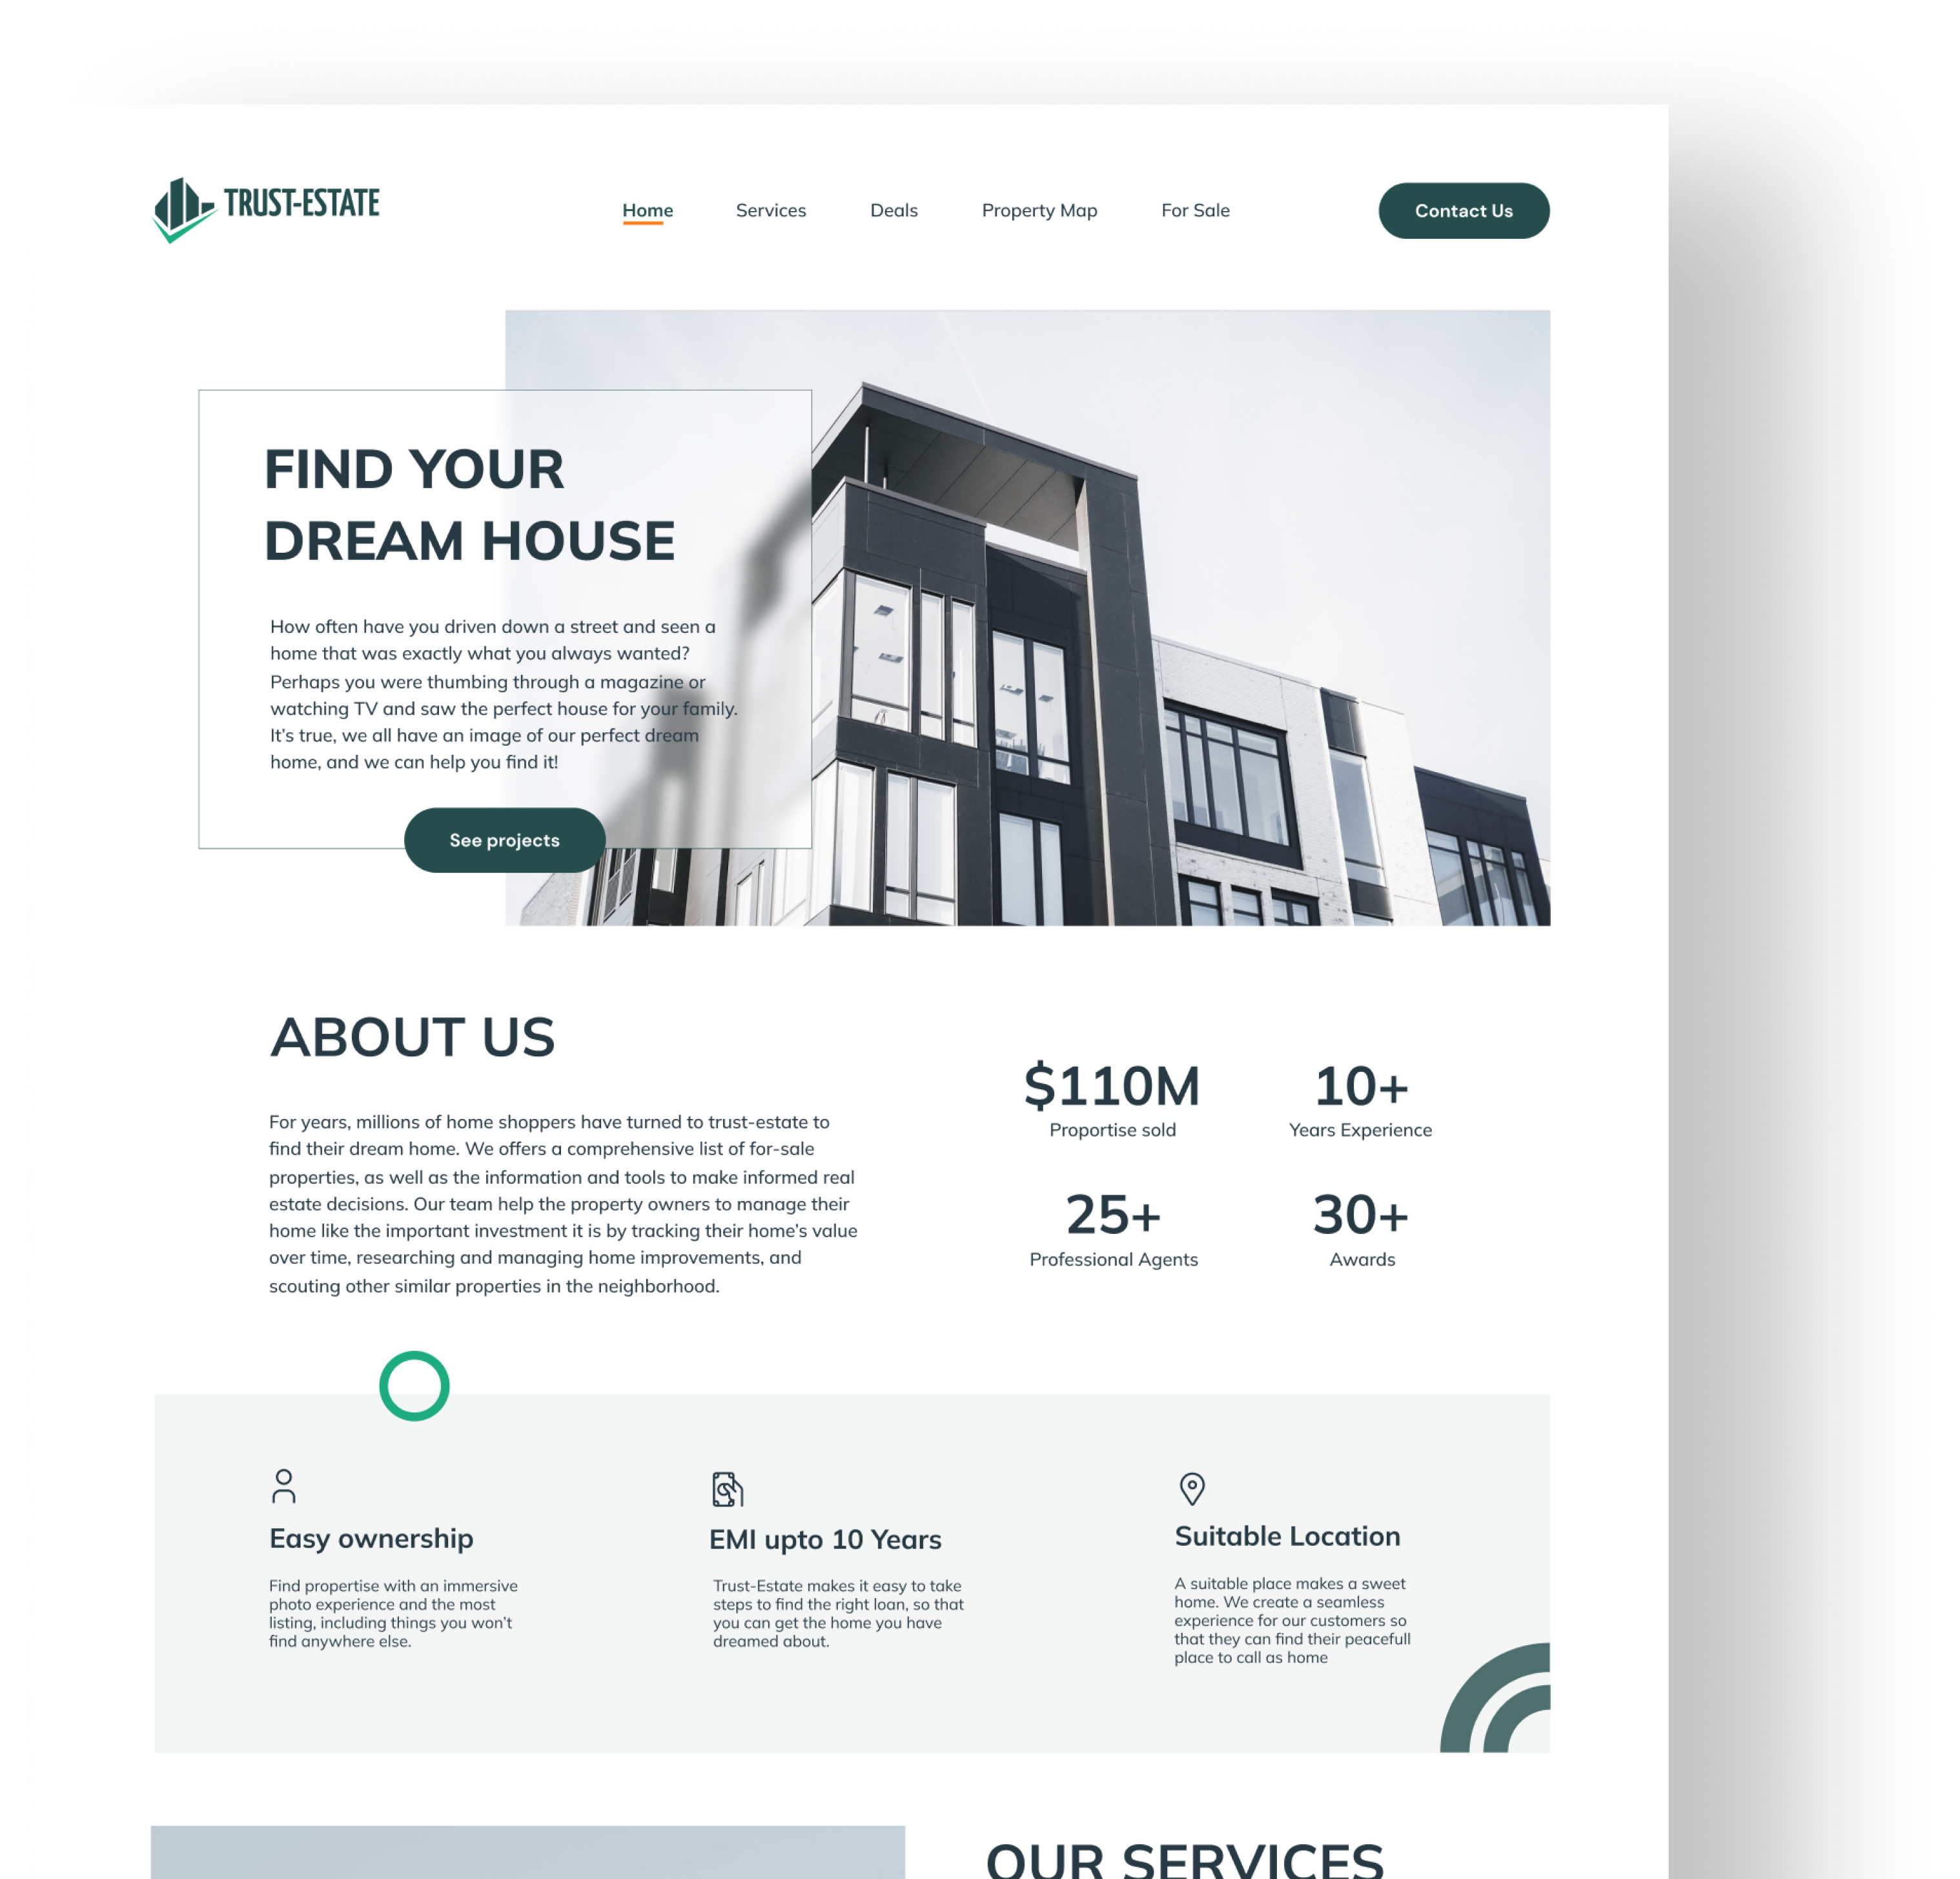 TRUST-ESTATE
Home
Services
Deals
Property Map
For Sale
Contact Us
FIND YOUR
DREAM HOUSE
How often have you driven down a street and seen a
home that was exactly what you always wanted?
Perhaps you were thumbing through a magazine or
watching TV and saw the perfect house for your family.
It’s true, we all have an image of our perfect dream
home, and we can help you find it!
See projects
ABOUT US
For years, millions of home shoppers have turned to trust-estate to
find their dream home. We offers a comprehensive list of for-sale
properties, as well as the information and tools to make informed real
estate decisions. Our team help the property owners to manage their
home like the important investment it is by tracking their home’s value
over time, researching and managing home improvements, and
scouting other similar properties in the neighborhood.
$110M
Proportise sold
10+
Years Experience
25+
Professional Agents
30+
Awards
Easy ownership
Find propertise with an immersive
photo experience and the most
listing, including things you won’t
find anywhere else.
EMI upto 10 Years
Trust-Estate makes it easy to take
steps to find the right loan, so that
you can get the home you have
dreamed about.
Suitable Location
A suitable place makes a sweet
home. We create a seamless
experience for our customers so
that they can find their peacefull
place to call as home
OUR SERVICES